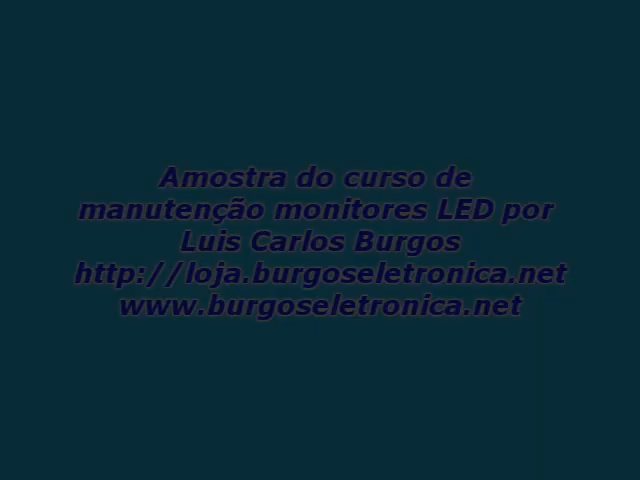 Amostra do curso de
manutenção monitores LED por
Luis Carlos Burgos
http://loja.burgoseletronica.net
www.burgoseletronica.net